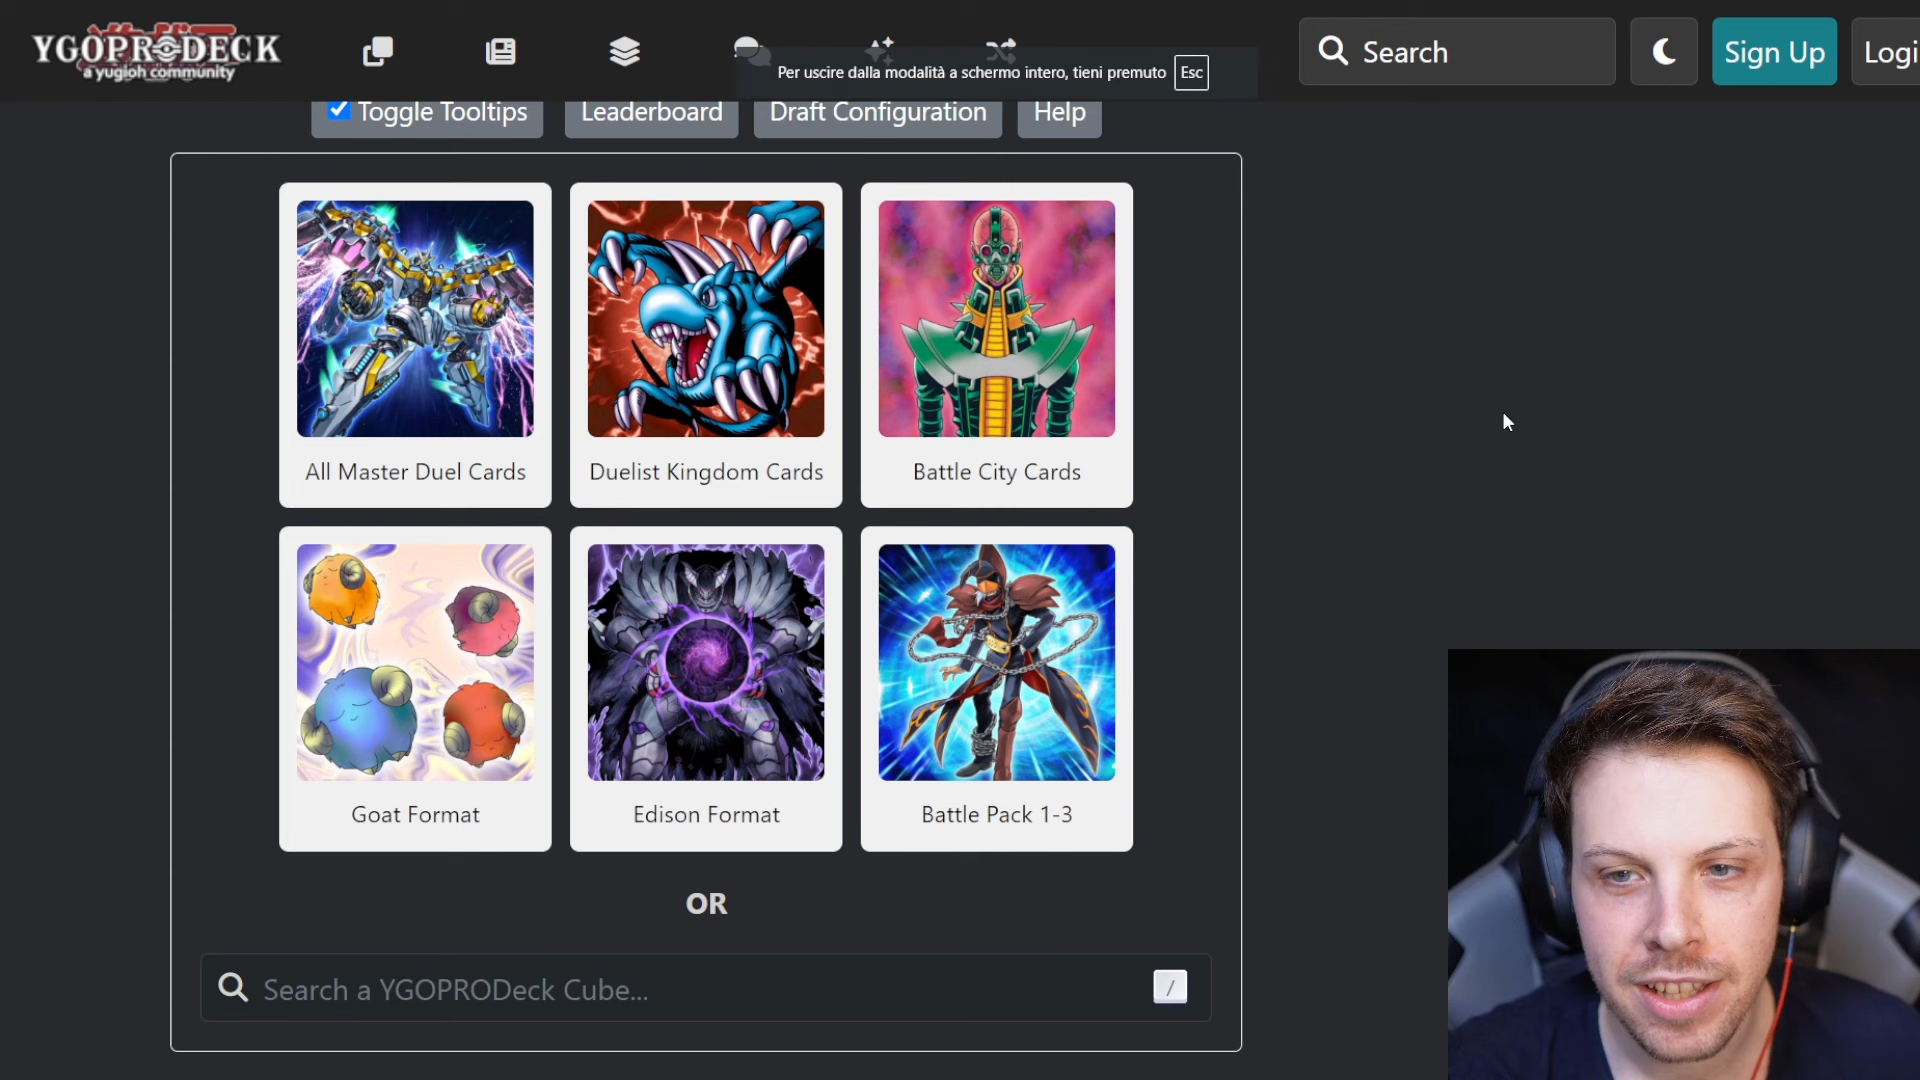 YGOPRODECK
a yugioh community
Search
Sign Up
Logi
Per uscire dalla modalità a schermo intero, tieni premuto Esc
Toggle Tooltips
Leaderboard
Draft Configuration
Help
All Master Duel Cards
Duelist Kingdom Cards
Battle City Cards
Goat Format
Edison Format
Battle Pack 1-3
OR
Search a YGOPRODeck Cube...
/